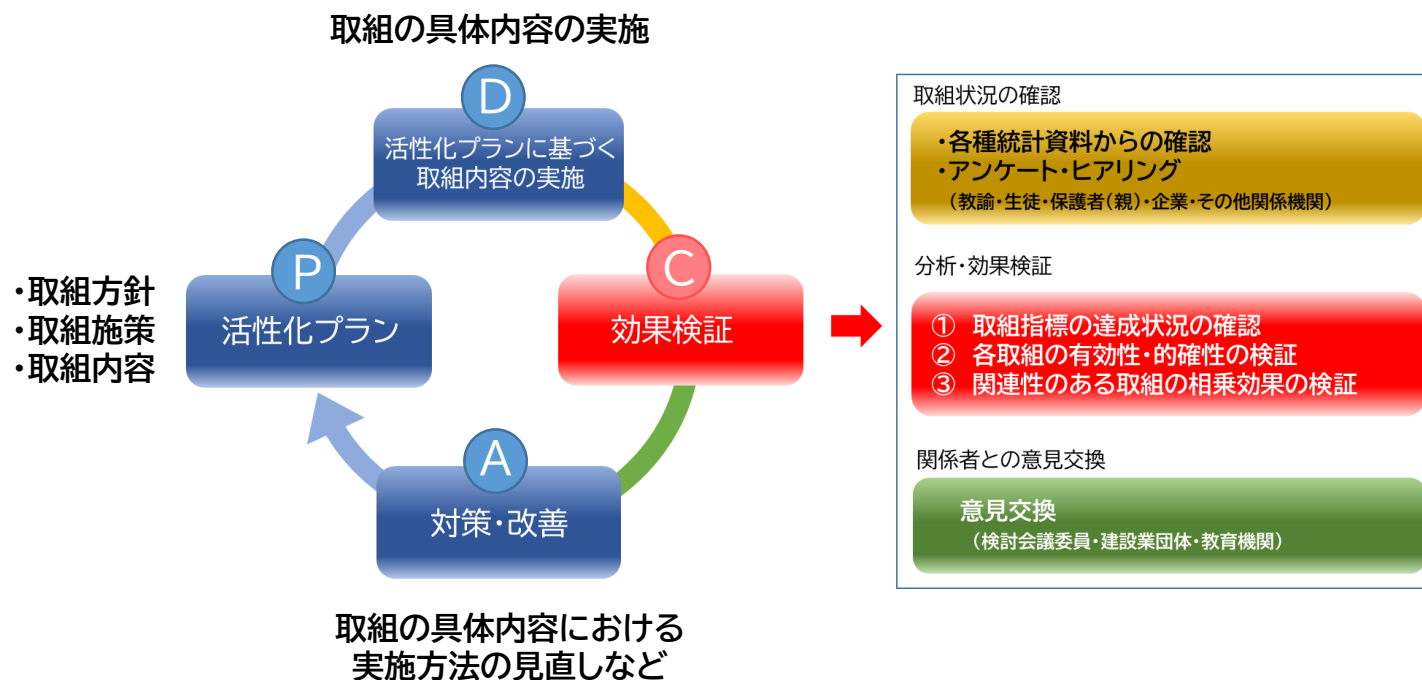 取組の具体内容の実施
D
活性化プランに基づく
取組内容の実施
P
活性化プラン
・取組方針
・取組施策
・取組内容
C
効果検証
A
対策・改善
取組の具体内容における
実施方法の見直しなど
取組状況の確認
・各種統計資料からの確認
・アンケート・ヒアリング
（教諭・生徒・保護者（親）・企業・その他関係機関）
分析・効果検証
① 取組指標の達成状況の確認
② 各取組の有効性・的確性の検証
③ 関連性のある取組の相乗効果の検証
関係者との意見交換
意見交換
（検討会議委員・建設業団体・教育機関）